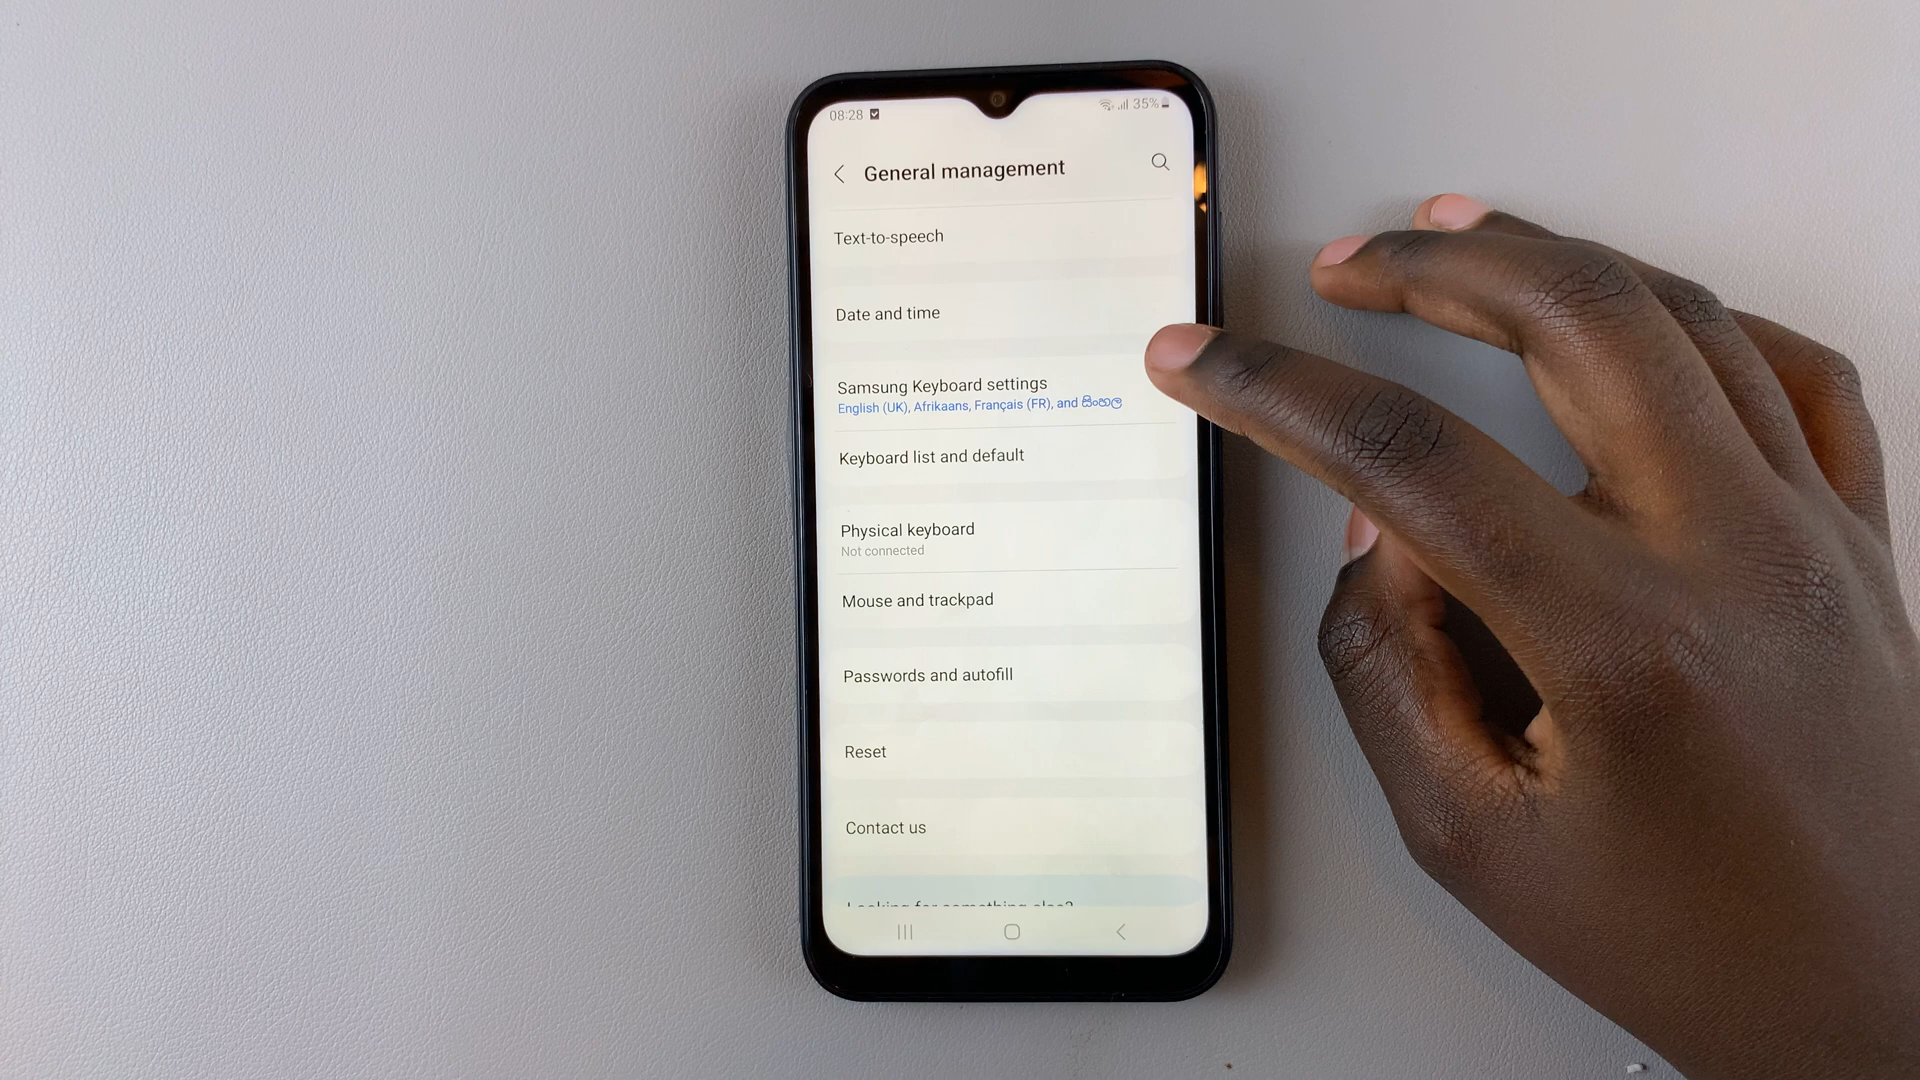 08:28
35%
General management
Text-to-speech
Date and time
Samsung Keyboard settings
English (UK), Afrikaans, Français (FR), and සිංහල
Keyboard list and default
Physical keyboard
Not connected
Mouse and trackpad
Passwords and autofill
Reset
Contact us
Looking for something else?